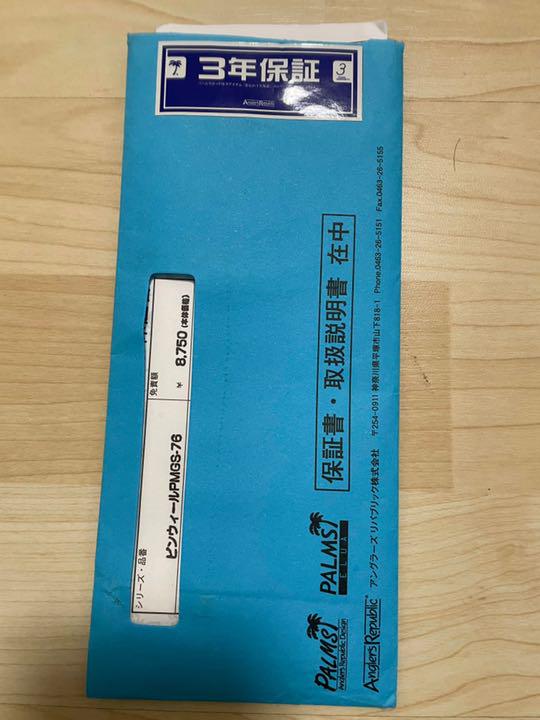 3年保証
3
Anglers Republic
シリーズ・品番
免責額
ピンウィールPMGS-76
¥ 8,750 (本体価格)
保証書・取扱説明書 在中
PALMS
Anglers Republic Design
PALMS
ELUA
Anglers Republic
アングラーズ リパブリック株式会社 〒254-0911 神奈川県平塚市山下818-1 Phone.0463-26-5151 Fax.0463-26-5155